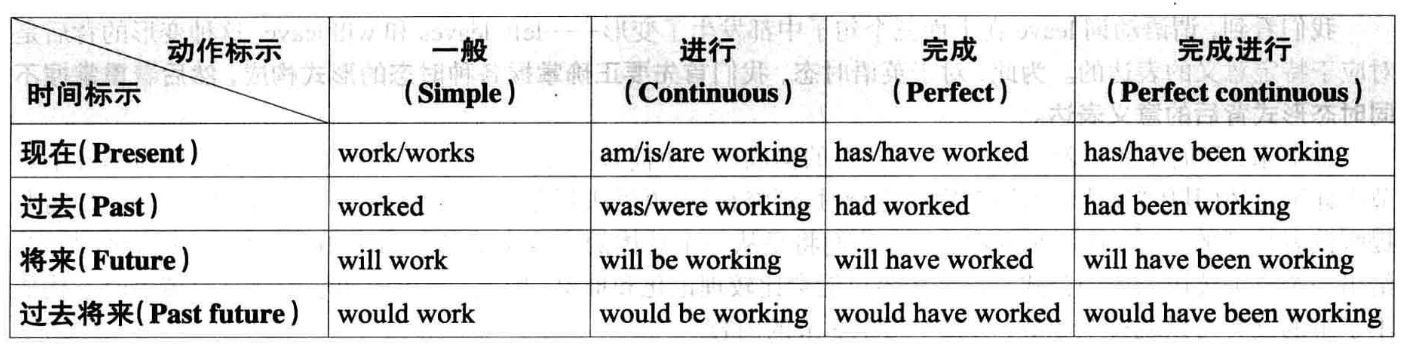 动作标示 一般 进行 完成 完成进行
时间标示 (Simple) (Continuous) (Perfect) (Perfect continuous)
现在(Present) work/works am/is/are working has/have worked has/have been working
过去(Past) worked was/were working had worked had been working
将来(Future) will work will be working will have worked will have been working
过去将来(Past future) would work would be working would have worked would have been working